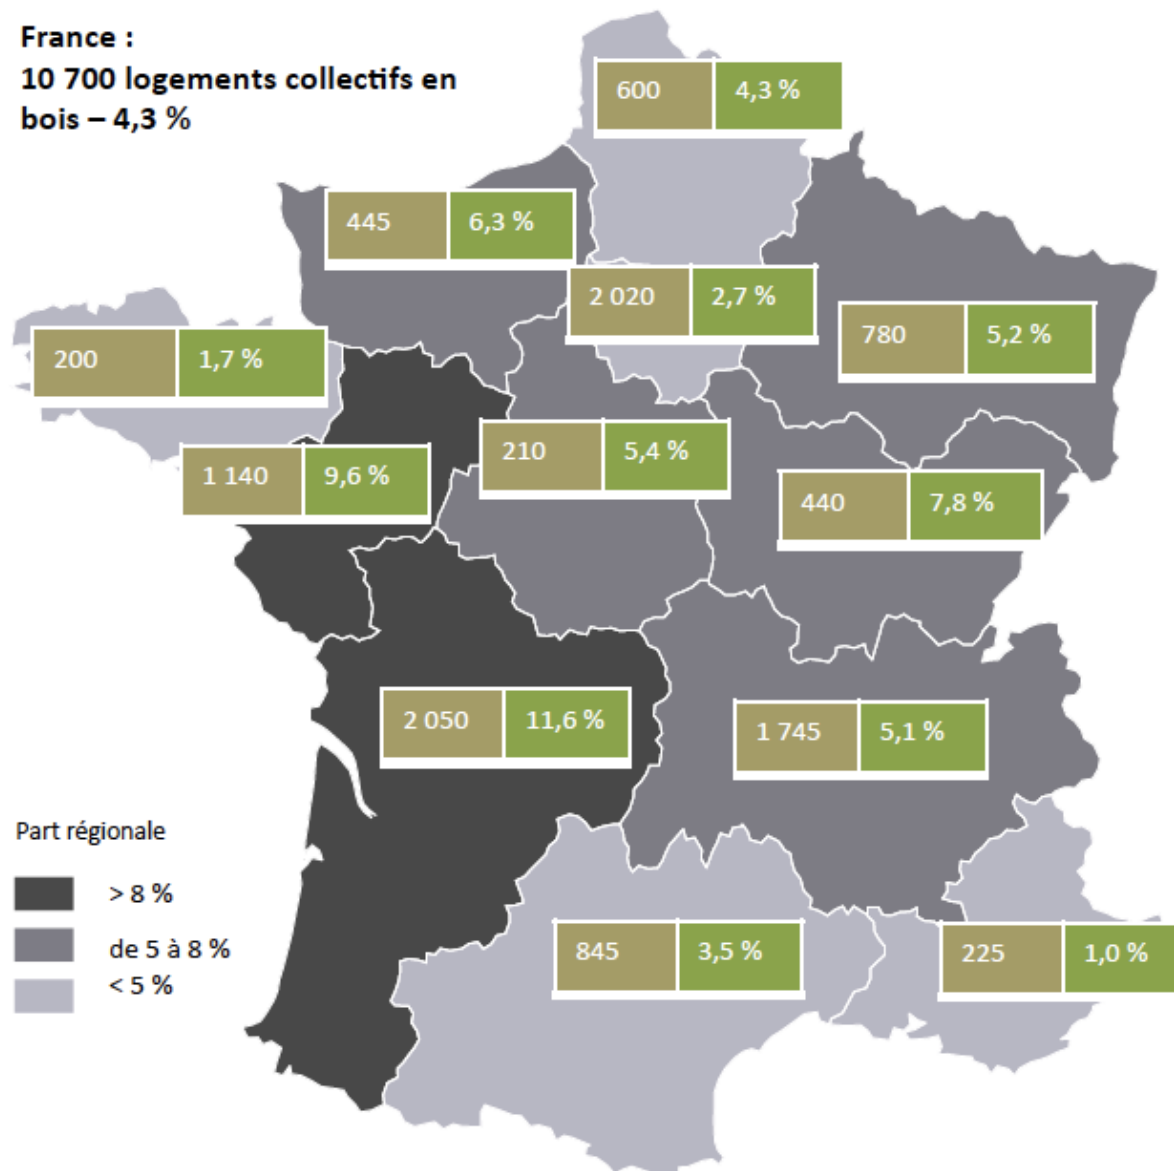 France :
10 700 logements collectifs en
bois – 4,3 %
600 4,3 %
445 6,3 %
2 020 2,7 %
780 5,2 %
200 1,7 %
210 5,4 %
1 140 9,6 %
440 7,8 %
2 050 11,6 %
1 745 5,1 %
Part régionale
> 8 %
de 5 à 8 %
< 5 %
845 3,5 %
225 1,0 %